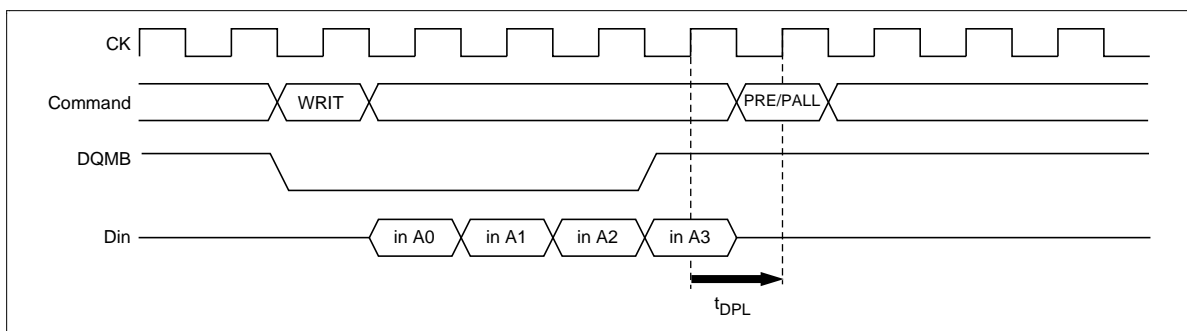 CK
Command
WRIT
PRE/PALL
DQMB
Din
in A0
in A1
in A2
in A3
tDPL